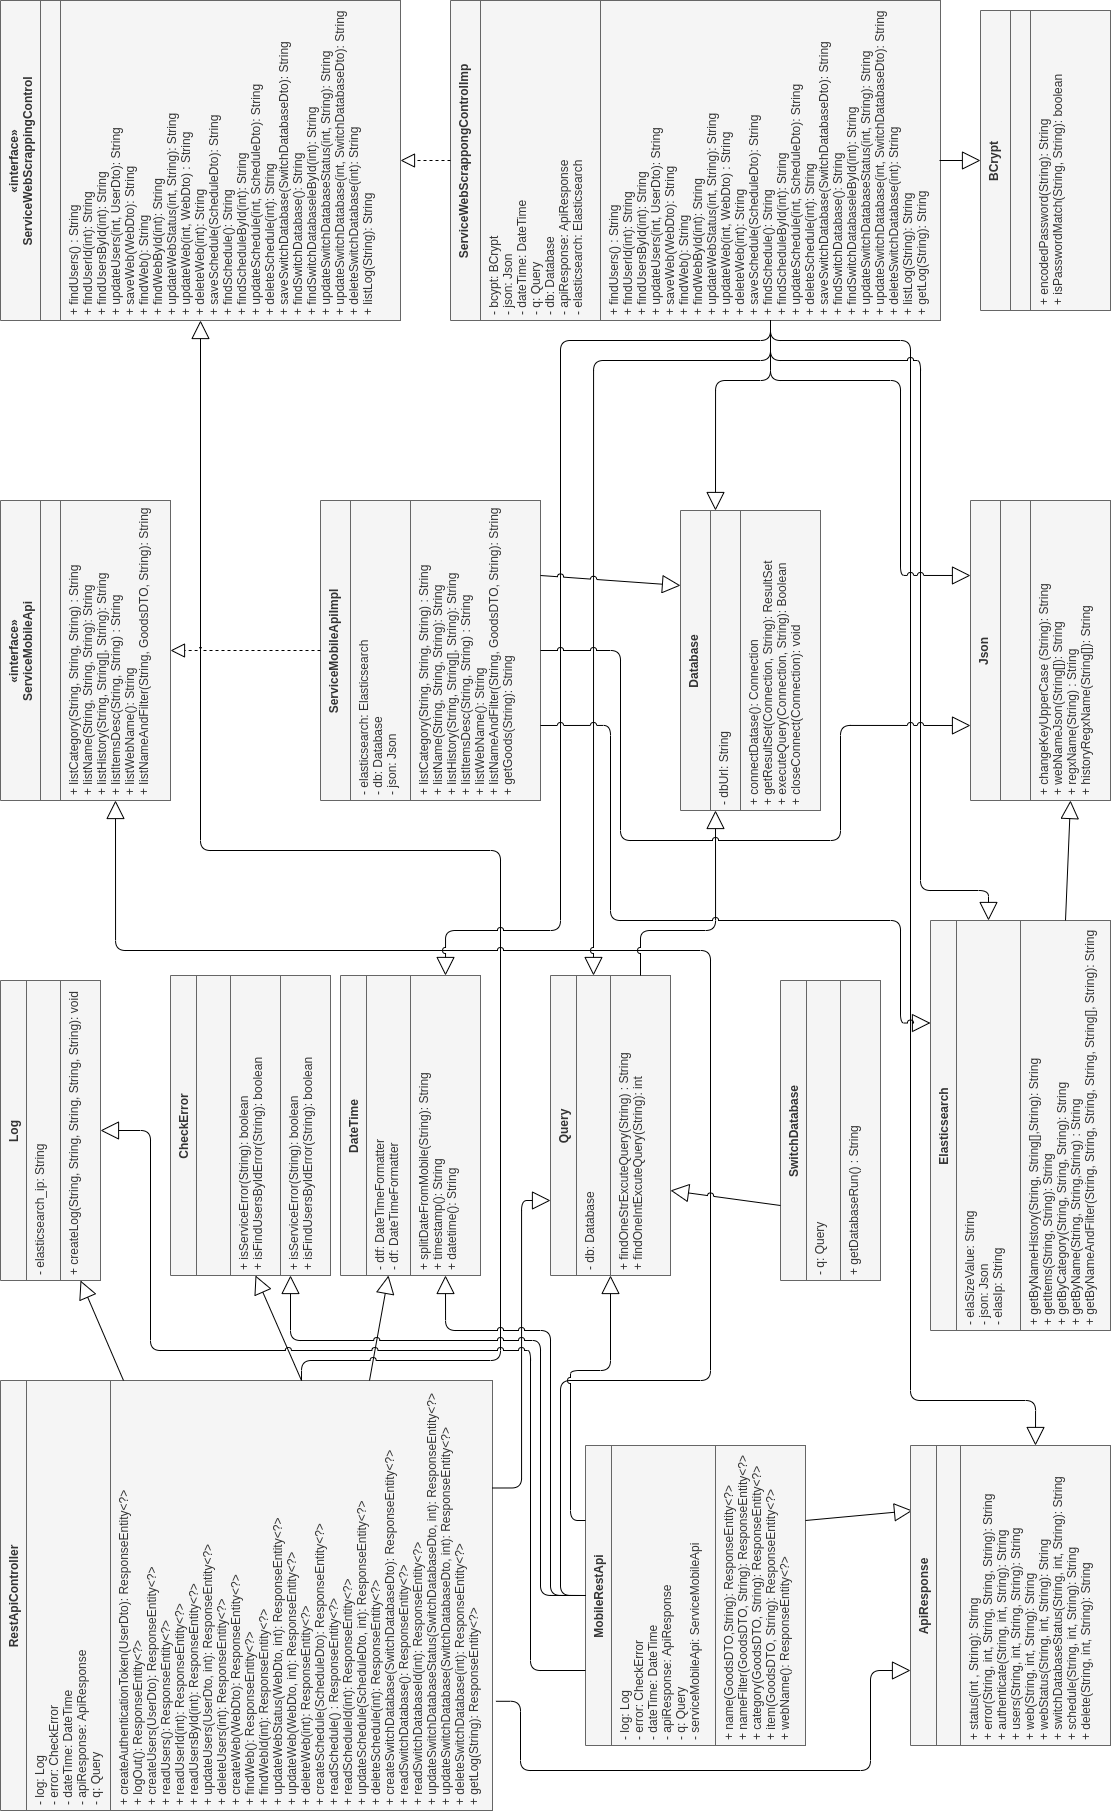 RestApiController
- log: Log
- error: CheckError
- dateTime: DateTime
- apiResponse: ApiResponse
- q: Query
+ createAuthenticationToken(UserDto): ResponseEntity<?>
+ logOut(): ResponseEntity<?>
+ createUsers(UserDto): ResponseEntity<?>
+ readUsers(): ResponseEntity<?>
+ readUserId(int): ResponseEntity<?>
+ readUsersById(int): ResponseEntity<?>
+ updateUsers(UserDto, int): ResponseEntity<?>
+ deleteUsers(int): ResponseEntity<?>
+ createWeb(WebDto): ResponseEntity<?>
+ findWeb(): ResponseEntity<?>
+ findWebId(int): ResponseEntity<?>
+ updateWebStatus(WebDto, int): ResponseEntity<?>
+ updateWeb(WebDto, int): ResponseEntity<?>
+ deleteWeb(int): ResponseEntity<?>
+ createSchedule(ScheduleDto): ResponseEntity<?>
+ readSchedule() : ResponseEntity<?>
+ readScheduleId(int): ResponseEntity<?>
+ updateSchedule(ScheduleDto, int): ResponseEntity<?>
+ deleteSchedule(int): ResponseEntity<?>
+ createSwitchDatabase(SwitchDatabaseDto): ResponseEntity<?>
+ readSwitchDatabase(): ResponseEntity<?>
+ readSwitchDatabaseId(int): ResponseEntity<?>
+ updateSwitchDatabaseStatus(SwitchDatabaseDto, int): ResponseEntity<?>
+ updateSwitchDatabase(SwitchDatabaseDto, int): ResponseEntity<?>
+ deleteSwitchDatabase(int): ResponseEntity<?>
+ getLog(String): ResponseEntity<?>
Log
- elasticsearch_ip: String
+ createLog(String, String, String, String, String): void
«interface»
ServiceMobileApi
+ listCategory(String, String, String) : String
+ listName(String, String, String): String
+ listHistory(String, String[], String): String
+ listItemsDesc(String, String) : String
+ listWebName(): String
+ listNameAndFilter(String, GoodsDTO, String): String
«interface»
ServiceWebScrappingControl
+ findUsers() : String
+ findUserId(int): String
+ findUsersById(int): String
+ updateUsers(int, UserDto): String
+ saveWeb(WebDto): String
+ findWeb() : String
+ findWebById(int): String
+ updateWebStatus(int, String): String
+ updateWeb(int, WebDto) : String
+ deleteWeb(int): String
+ saveSchedule(ScheduleDto): String
+ findSchedule(): String
+ findScheduleById(int): String
+ updateSchedule(int, ScheduleDto): String
+ deleteSchedule(int): String
+ saveSwitchDatabase(SwitchDatabaseDto): String
+ findSwitchDatabase(): String
+ findSwitchDatabaseById(int): String
+ updateSwitchDatabaseStatus(int, String): String
+ updateSwitchDatabase(int, SwitchDatabaseDto): String
+ deleteSwitchDatabase(int): String
+ listLog(String): String
CheckError
+ isServiceError(String): boolean
+ isFindUsersByIdError(String): boolean
+ isServiceError(String): boolean
+ isFindUsersByIdError(String): boolean
DateTime
- dtf: DateTimeFormatter
- df: DateTimeFormatter
+ splitDateFromMobile(String): String
+ timestamp(): String
+ datetime(): String
ServiceMobileApiImpl
- elasticsearch: Elasticsearch
- db: Database
- json: Json
+ listCategory(String, String, String) : String
+ listName(String, String, String): String
+ listHistory(String, String[], String): String
+ listItemsDesc(String, String) : String
+ listWebName(): String
+ listNameAndFilter(String, GoodsDTO, String): String
+ getGoods(String): String
ServiceWebScrappongControlImp
- bcypt: BCrypt
- json: Json
- dateTime: DateTime
- q: Query
- db: Database
- apiResponse: ApiResponse
- elasticsearch: Elasticsearch
+ findUsers() : String
+ findUserId(int): String
+ findUsersById(int): String
+ updateUsers(int, UserDto): String
+ saveWeb(WebDto): String
+ findWeb() : String
+ findWebById(int): String
+ updateWebStatus(int, String): String
+ updateWeb(int, WebDto) : String
+ deleteWeb(int): String
+ saveSchedule(ScheduleDto): String
+ findSchedule(): String
+ findScheduleById(int): String
+ updateSchedule(int, ScheduleDto): String
+ deleteSchedule(int): String
+ saveSwitchDatabase(SwitchDatabaseDto): String
+ findSwitchDatabase(): String
+ findSwitchDatabaseById(int): String
+ updateSwitchDatabaseStatus(int, String): String
+ updateSwitchDatabase(int, SwitchDatabaseDto): String
+ deleteSwitchDatabase(int): String
+ listLog(String): String
+ getLog(String): String
MobileRestApi
- log: Log
- error: CheckError
- dateTime: DateTime
- apiResponse: ApiResponse
- q: Query
- serviceMobileApi: ServiceMobileApi
+ name(GoodsDTO,String): ResponseEntity<?>
+ nameFilter(GoodsDTO, String): ResponseEntity<?>
+ category(GoodsDTO, String): ResponseEntity<?>
+ item(GoodsDTO, String): ResponseEntity<?>
+ webName(): ResponseEntity<?>
Query
- db: Database
+ findOneStrExcuteQuery(String) : String
+ findOneIntExcuteQuery(String): int
Database
- dbUrl: String
+ connectDatase(): Connection
+ getResultSet(Connection, String): ResultSet
+ executeQuery(Connection, String): Boolean
+ closeConnect(Connection): void
SwitchDatabase
- q: Query
+ getDatabaseRun() : String
ApiResponse
+ status(int , String): String
+ error(String, int, String, String, String): String
+ authenticate(String, int, String): String
+ users(String, int, String, String): String
+ web(String, int, String): String
+ webStatus(String, int, String): String
+ switchDatabaseStatus(String, int, String): String
+ schedule(String, int, String): String
+ delete(String, int, String): String
Elasticsearch
- elaSizeValue: String
- json: Json
- elasIp: String
+ getByNameHistory(String, String[],String): String
+ getItems(String, String): String
+ getByCategory(String, String, String): String
+ getByName(String, String,String) : String
+ getByNameAndFilter(String, String, String, String, String[], String): String
Json
+ changeKeyUpperCase (String): String
+ webNameJson(String[]): String
+ regxName(String) : String
+ historyRegxName(String[]): String
BCrypt
+ encodedPassword(String): String
+ isPasswordMatch(String, String): boolean